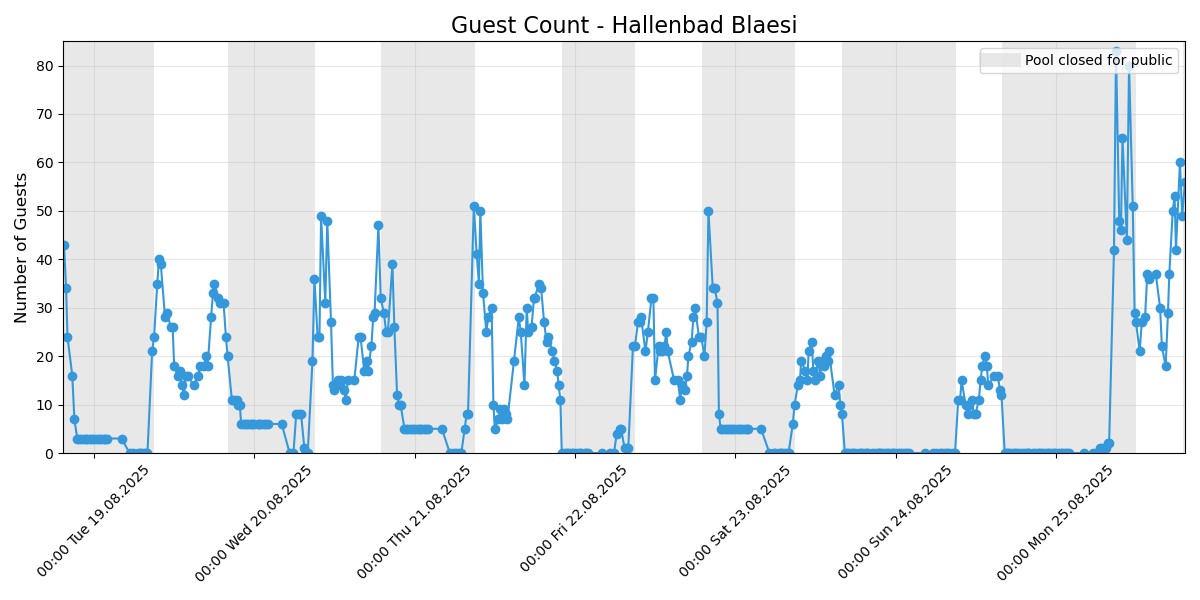 Guest Count - Hallenbad Blaesi
Pool closed for public
Number of Guests
80
70
60
50
40
30
20
10
0
00:00 Tue 19.08.2025
00:00 Wed 20.08.2025
00:00 Thu 21.08.2025
00:00 Fri 22.08.2025
00:00 Sat 23.08.2025
00:00 Sun 24.08.2025
00:00 Mon 25.08.2025